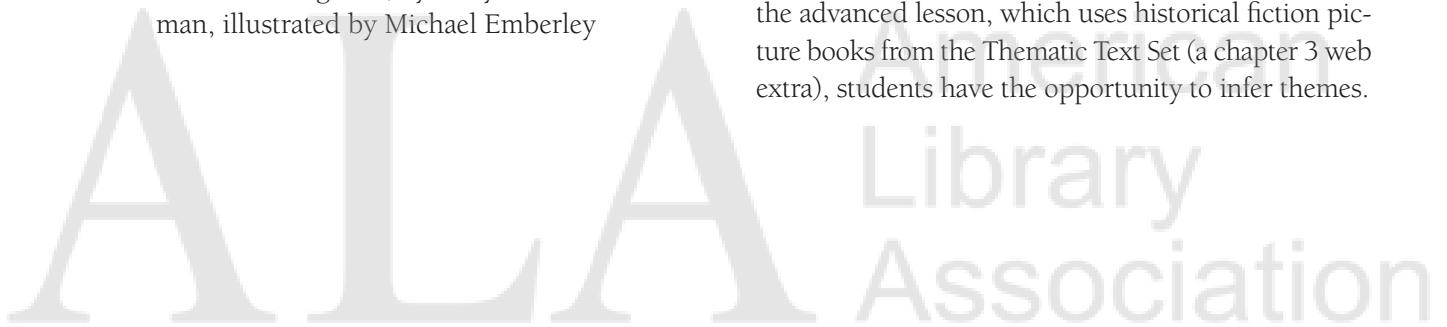 man, illustrated by Michael Emberley
the advanced lesson, which uses historical fiction pic-
ture books from the Thematic Text Set (a chapter 3 web
extra), students have the opportunity to infer themes.
ALA
American
Library
Association